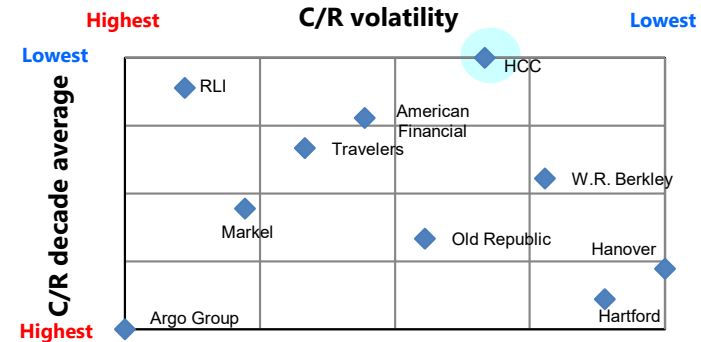 C/R volatility
Highest
Lowest
Lowest
C/R decade average
HCC
RLI
American
Financial
Travelers
W.R. Berkley
Markel
Old Republic
Hanover
Hartford
Argo Group
Highest